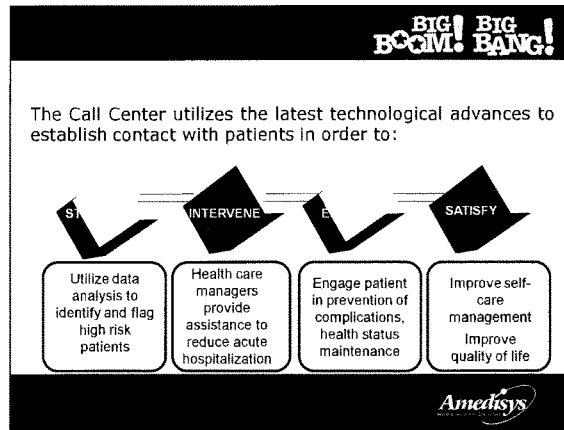 BIG BIG
BOOM! BANG!
The Call Center utilizes the latest technological advances to
establish contact with patients in order to:
INTERVENE SATISFY
Utilize data
analysis to
identify and flag
high risk
patients
Health care
managers
provide
assistance to
reduce acute
hospitalization
Engage patient
in prevention of
complications,
health status
maintenance
Improve self-
care
management
Improve
quality of life
Amedisys